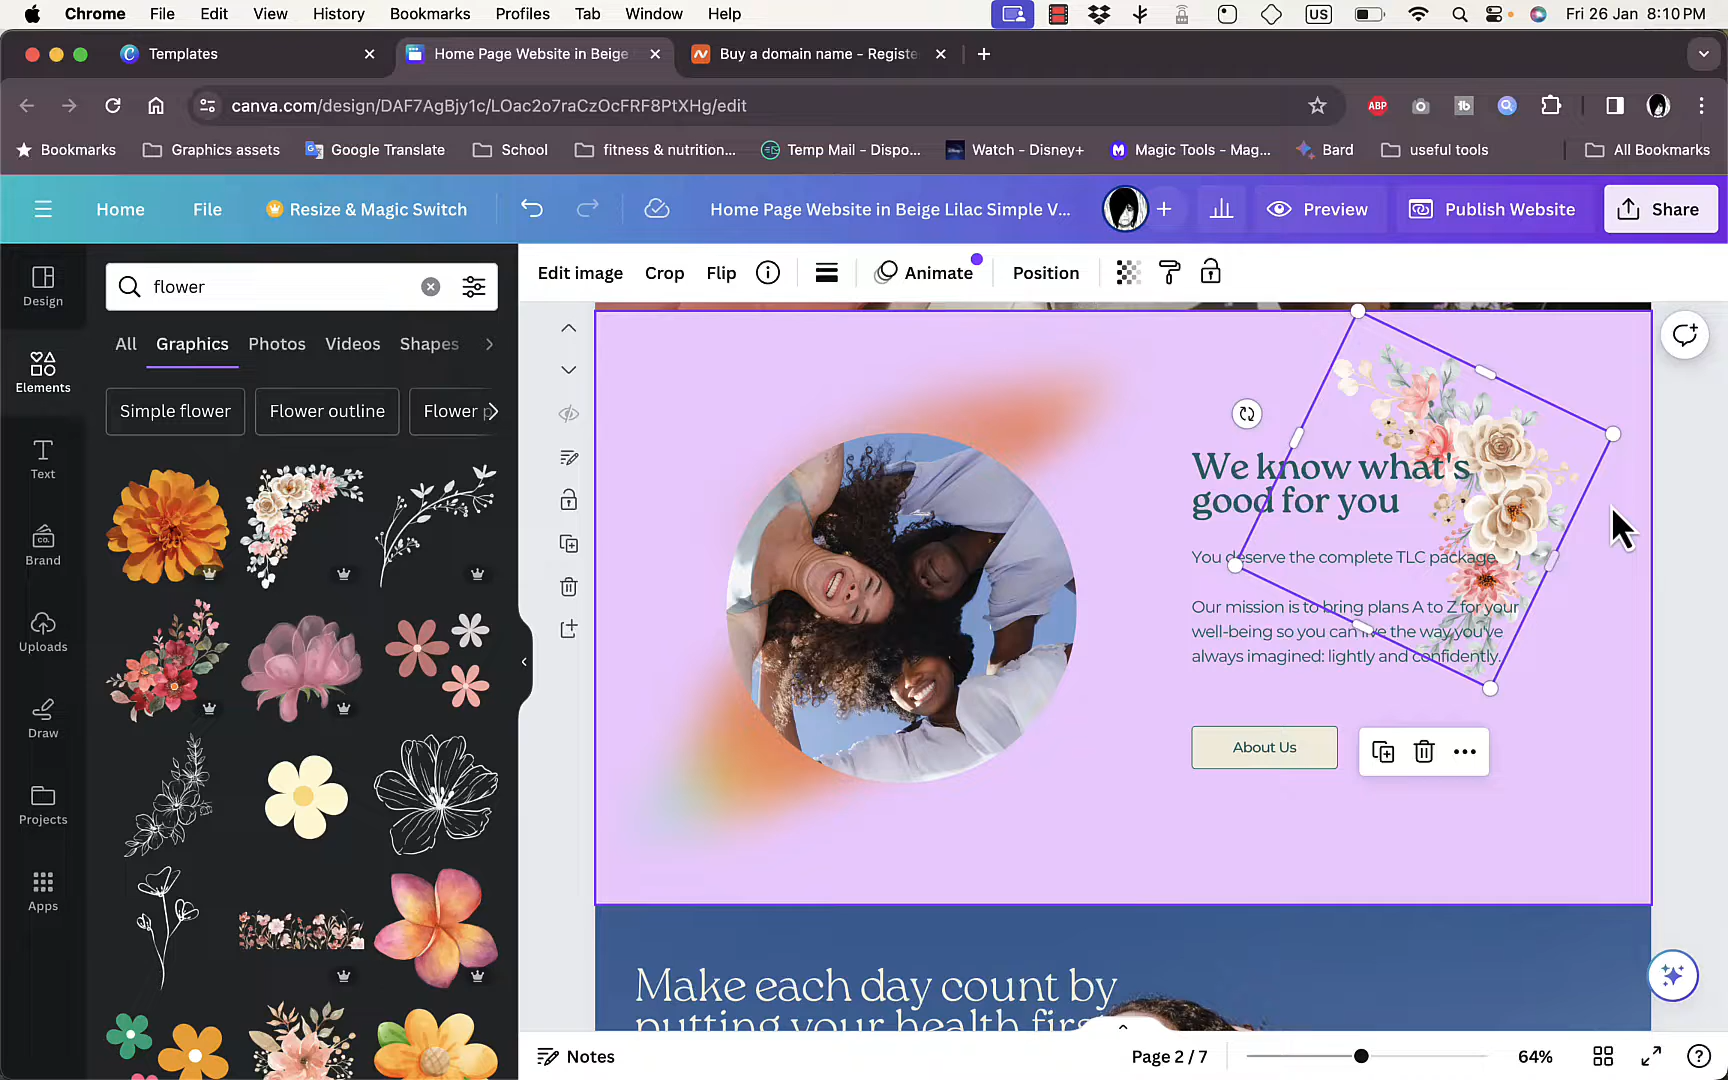 Chrome File Edit View History Bookmarks Profiles Tab Window Help US Fri 26 Jan 8:10 PM
Templates Home Page Website in Beige Buy a domain name - Registe
canva.com/design/DAF7AgBjy1c/LOac2o7raCzOcFRF8PtXHg/edit ABP tb
Bookmarks Graphics assets Google Translate School fitness & nutrition... Temp Mail - Dispo... Watch - Disney+ Magic Tools - Mag... Bard useful tools All Bookmarks
Home File Resize & Magic Switch Home Page Website in Beige Lilac Simple V... Preview Publish Website Share
Edit image Crop Flip Animate Position
Design
Elements
Text
Brand
Uploads
Draw
Projects
Apps
flower
All Graphics Photos Videos Shapes
Simple flower Flower outline Flower p
We know what's
good for you
You deserve the complete TLC package.
Our mission is to bring plans A to Z for your
well-being so you can live the way you've
always imagined: lightly and confidently.
About Us
Make each day count by
putting your health firs
Notes Page 2 / 7 64%